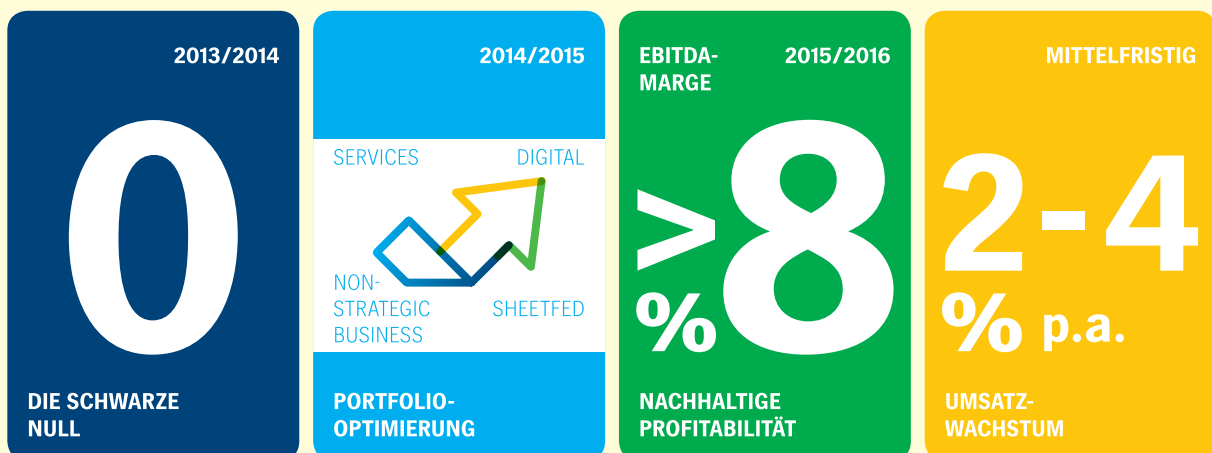 2013/2014
0
DIE SCHWARZE
NULL
2014/2015
SERVICES
DIGITAL
NON-
STRATEGIC
BUSINESS
SHEETFED
PORTFOLIO-
OPTIMIERUNG
EBITDA-
MARGE
2015/2016
>8
%
NACHHALTIGE
PROFITABILITÄT
MITTELFRISTIG
2-4
% p.a.
UMSATZ-
WACHSTUM